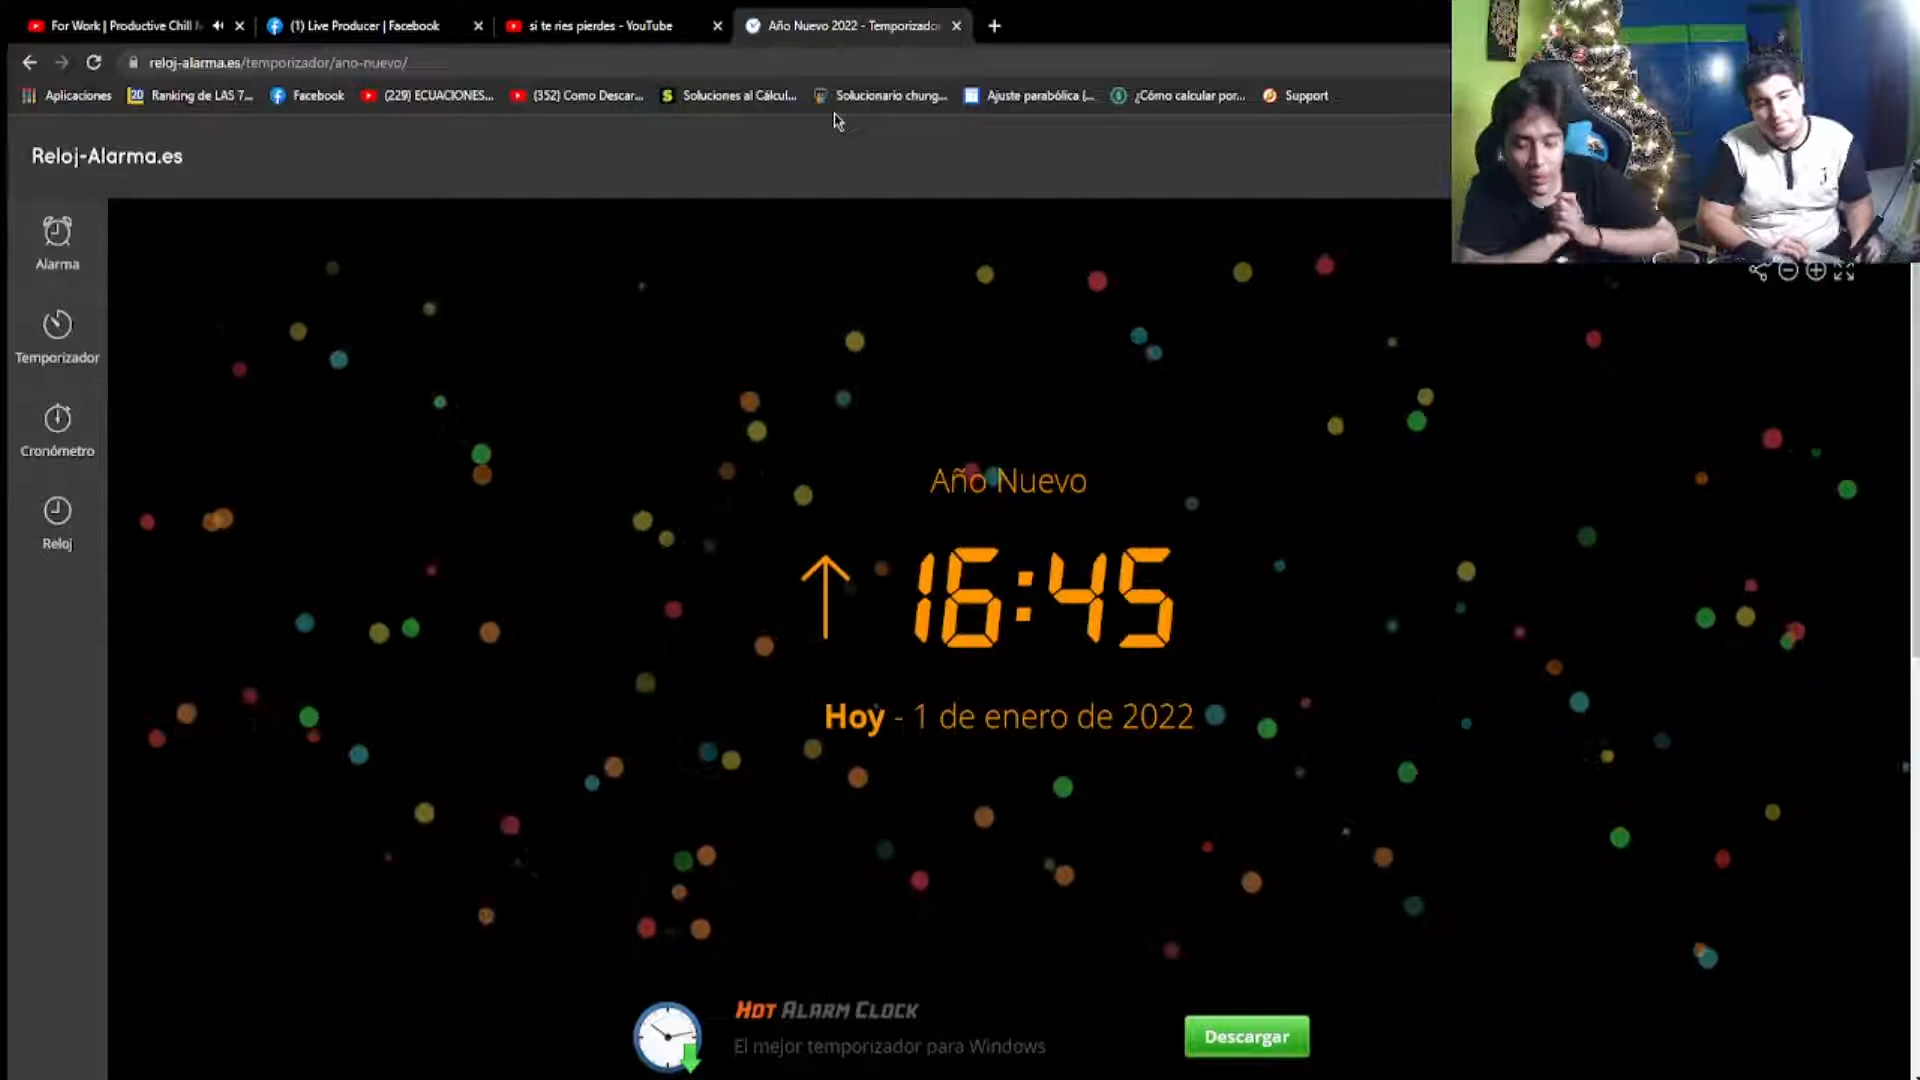 For Work | Productive Chill
(1) Live Producer | Facebook
si te ries pierdes - YouTube
Año Nuevo 2022 - Temporizador
reloj-alarma.es/temporizador/ano-nuevo/
Aplicaciones
Ranking de LAS 7...
Facebook
(229) ECUACIONES...
(352) Como Descar...
Soluciones al Cálcul...
Solucionario chung...
Ajuste parabólica (...
¿Cómo calcular por...
Support
Reloj-Alarma.es
Alarma
Temporizador
Cronómetro
Reloj
Año Nuevo
16:45
Hoy - 1 de enero de 2022
HOT ALARM CLOCK
El mejor temporizador para Windows
Descargar